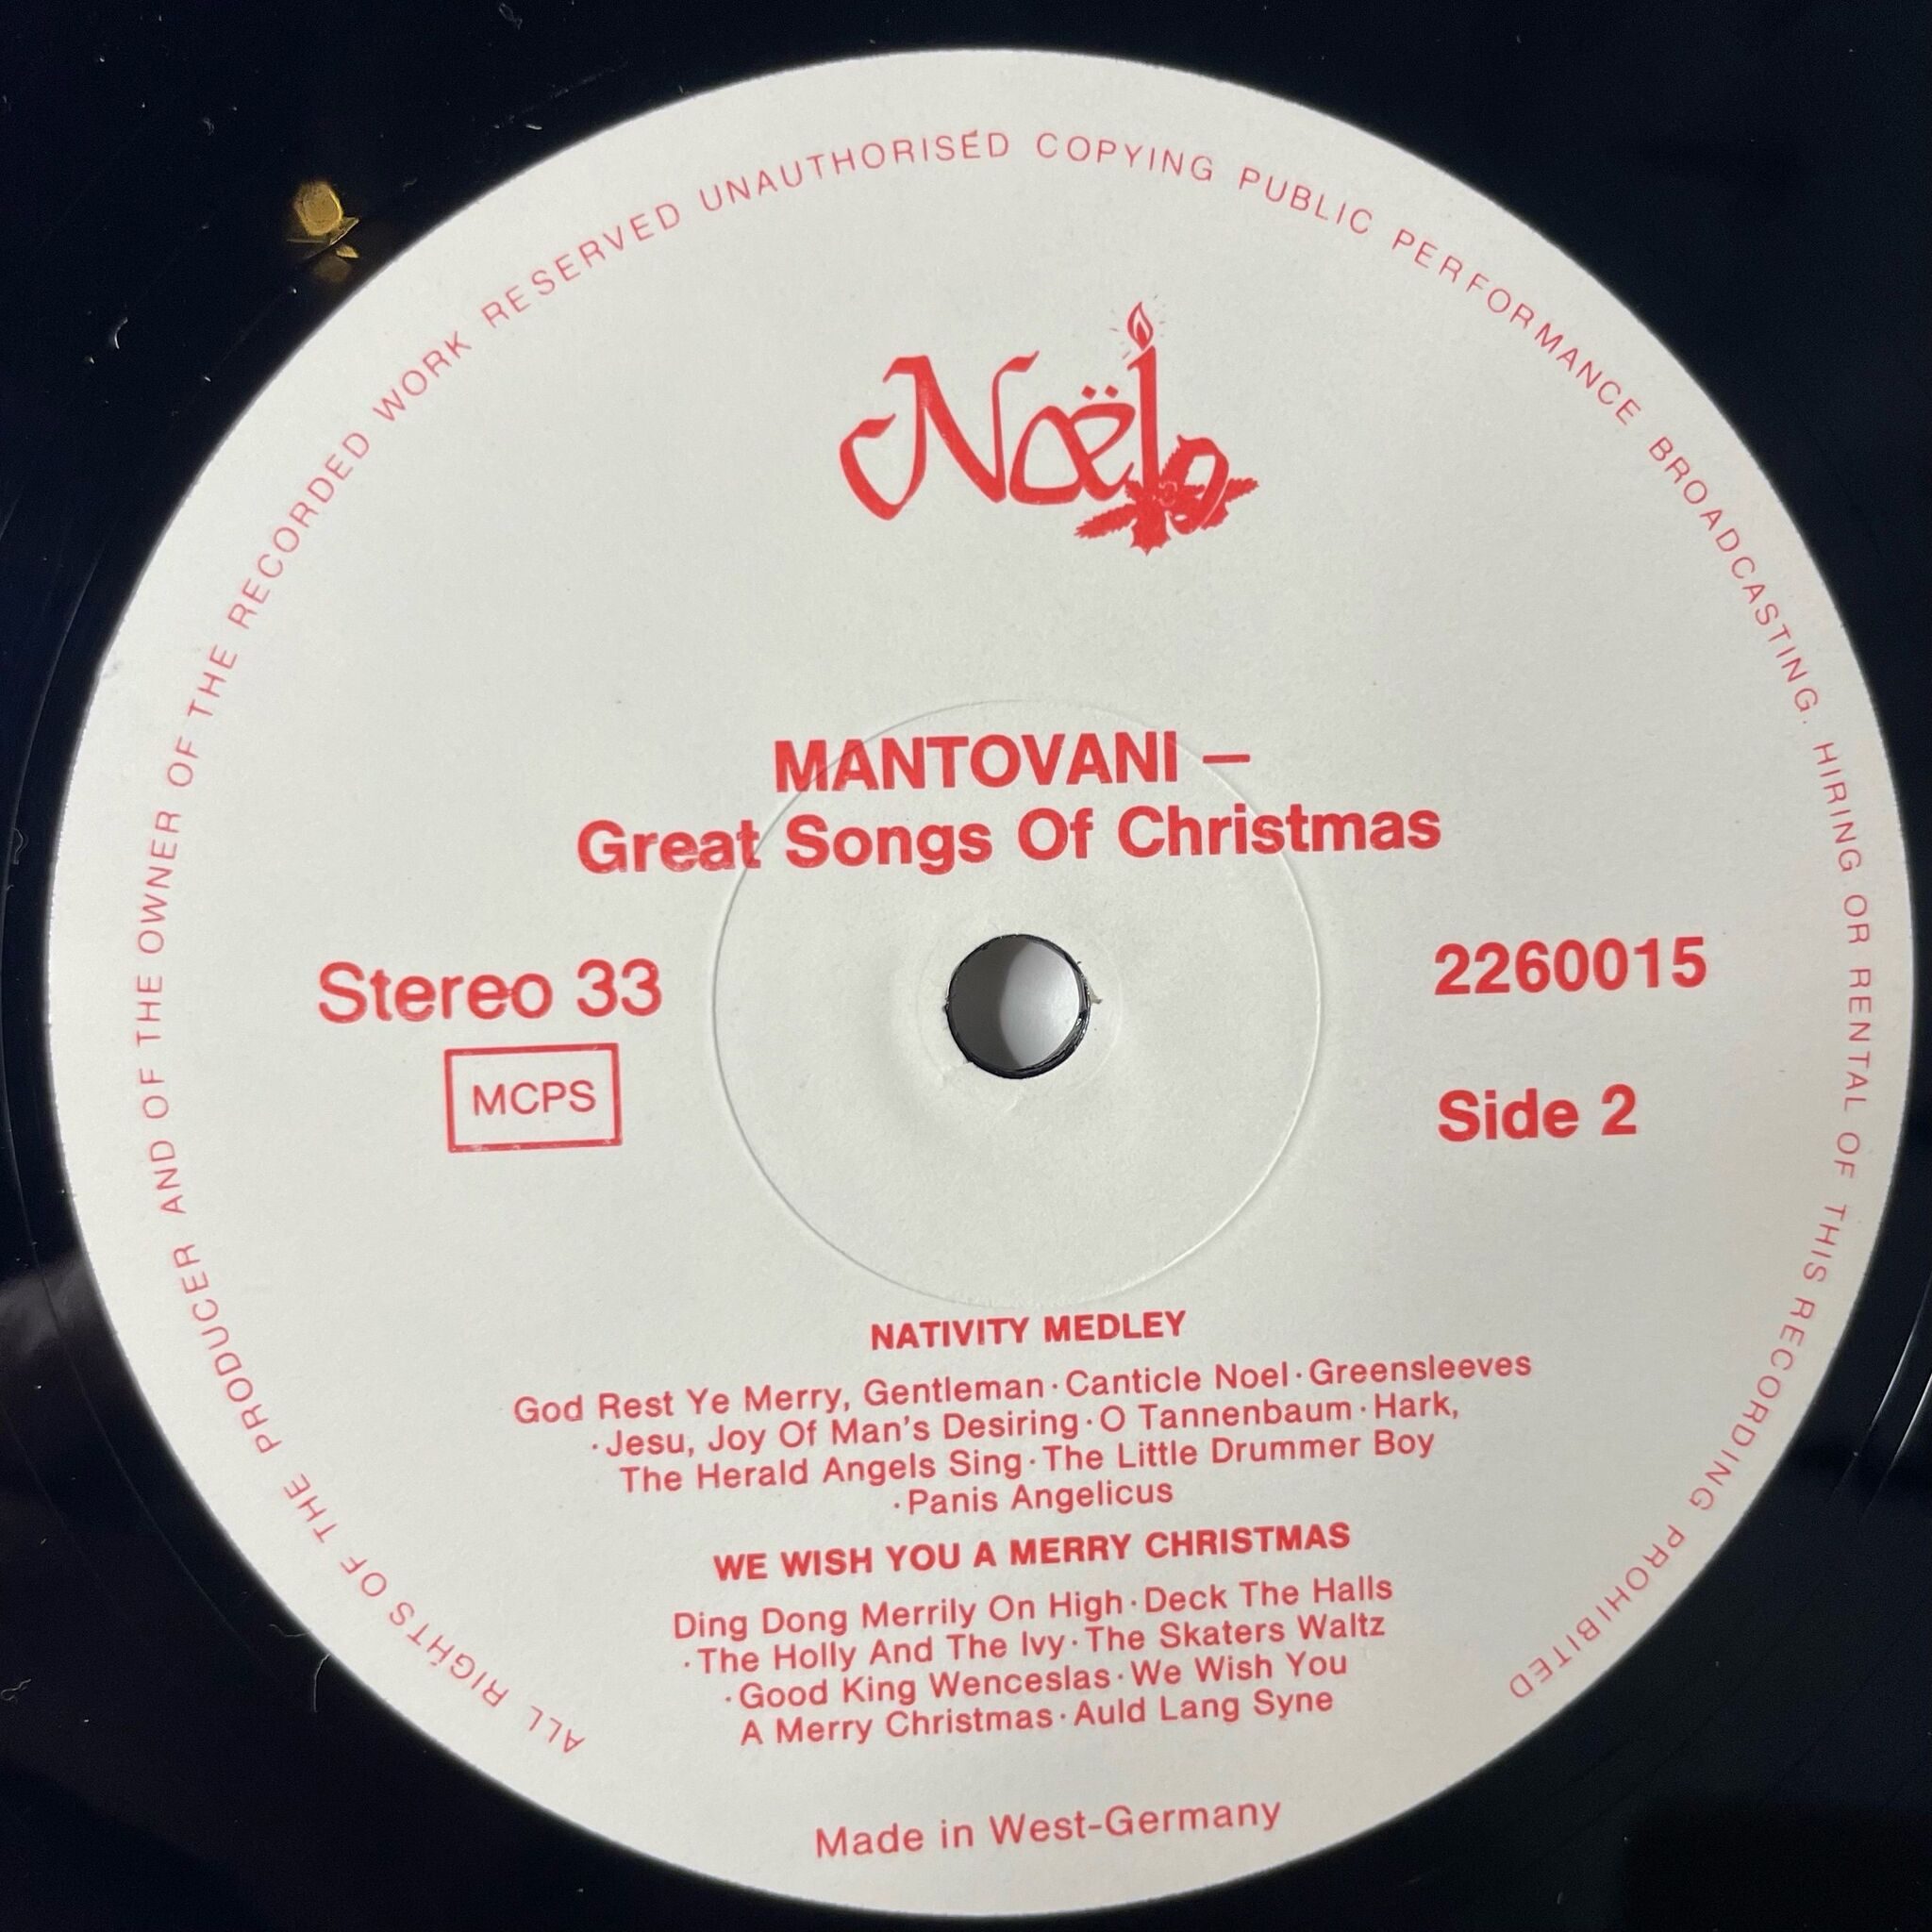 ALL RIGHTS OF THE PRODUCER AND OF THE OWNER OF THE RECORDED WORK RESERVED UNAUTHORISED COPYING PUBLIC PERFORMANCE BROADCASTING. HIRING OR RENTAL OF THIS RECORDING PROHIBITED
Noël
MANTOVANI –
Great Songs Of Christmas
Stereo 33
2260015
MCPS
Side 2
NATIVITY MEDLEY
God Rest Ye Merry, Gentleman · Canticle Noel · Greensleeves
· Jesu, Joy Of Man's Desiring · O Tannenbaum · Hark,
The Herald Angels Sing · The Little Drummer Boy
· Panis Angelicus
WE WISH YOU A MERRY CHRISTMAS
Ding Dong Merrily On High · Deck The Halls
· The Holly And The Ivy · The Skaters Waltz
· Good King Wenceslas · We Wish You
A Merry Christmas · Auld Lang Syne
Made in West-Germany